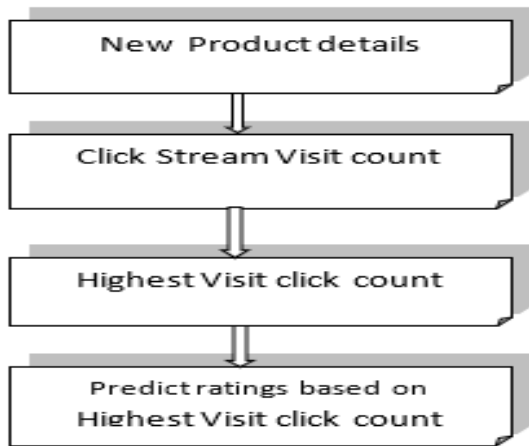 New Product details
Click Stream Visit count
Highest Visit click count
Predict ratings based on
Highest Visit click count